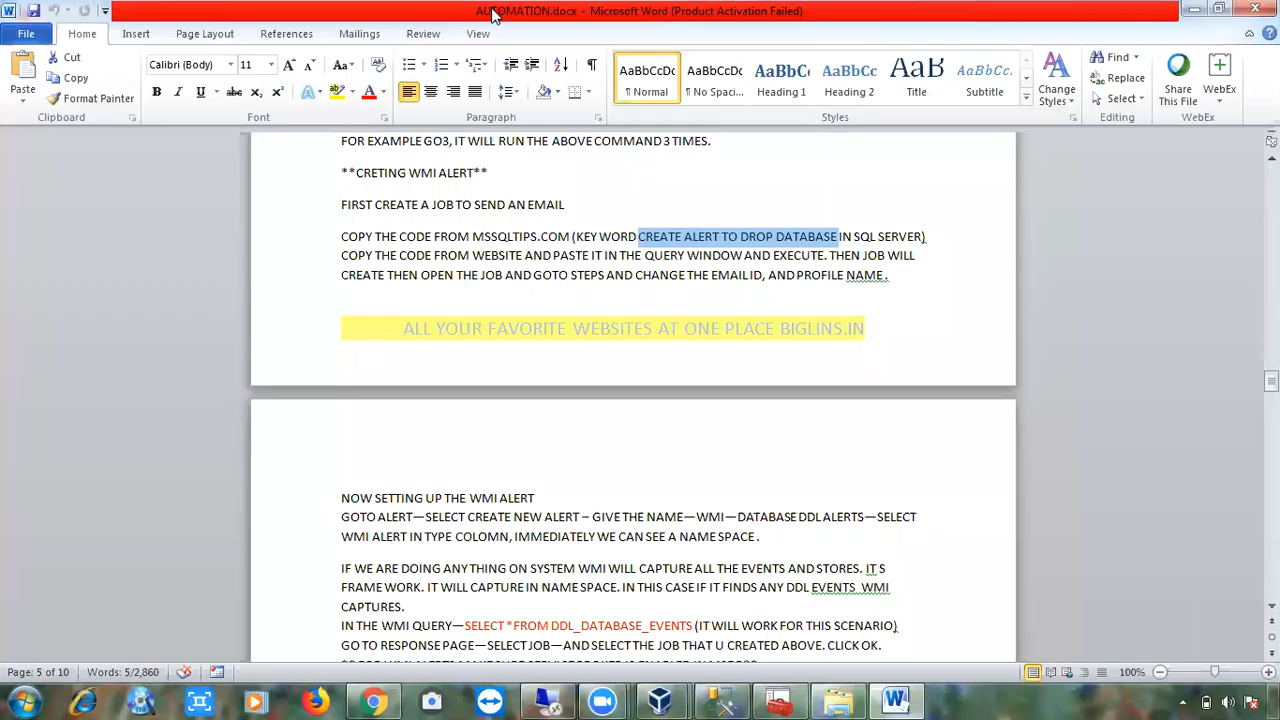 AUTOMATION.docx - Microsoft Word (Product Activation Failed)
File Home Insert Page Layout References Mailings Review View
Paste
Cut
Copy
Format Painter
Clipboard
Calibri (Body) 11
Font
Paragraph
AaBbCcDc AaBbCcDc AaBbCc AaBbCc AaB AaBbCcDc
¶ Normal ¶ No Spaci... Heading 1 Heading 2 Title Subtitle
Change Styles
Styles
Find
Replace
Select
Editing
Share This File
WebEx
WebEx
FOR EXAMPLE GO3, IT WILL RUN THE ABOVE COMMAND 3 TIMES.
**CRETING WMI ALERT**
FIRST CREATE A JOB TO SEND AN EMAIL
COPY THE CODE FROM MSSQLTIPS.COM (KEY WORD CREATE ALERT TO DROP DATABASE IN SQL SERVER)
COPY THE CODE FROM WEBSITE AND PASTE IT IN THE QUERY WINDOW AND EXECUTE. THEN JOB WILL
CREATE THEN OPEN THE JOB AND GOTO STEPS AND CHANGE THE EMAIL ID, AND PROFILE NAME .
ALL YOUR FAVORITE WEBSITES AT ONE PLACE BIGLINS.IN
NOW SETTING UP THE WMI ALERT
GOTO ALERT—SELECT CREATE NEW ALERT – GIVE THE NAME—WMI—DATABASE DDL ALERTS—SELECT
WMI ALERT IN TYPE COLOMN, IMMEDIATELY WE CAN SEE A NAME SPACE .
IF WE ARE DOING ANY THING ON SYSTEM WMI WILL CAPTURE ALL THE EVENTS AND STORES. IT S
FRAME WORK. IT WILL CAPTURE IN NAME SPACE. IN THIS CASE IF IT FINDS ANY DDL EVENTS WMI
CAPTURES.
IN THE WMI QUERY—SELECT *FROM DDL_DATABASE_EVENTS (IT WILL WORK FOR THIS SCENARIO)
GO TO RESPONSE PAGE—SELECT JOB—AND SELECT THE JOB THAT U CREATED ABOVE. CLICK OK.
Page: 5 of 10 Words: 5/2,860 100%